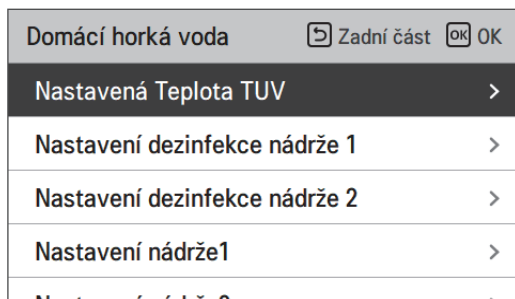 Domácí horká voda Zadní část OK OK
Nastavená Teplota TUV
Nastavení dezinfekce nádrže 1
Nastavení dezinfekce nádrže 2
Nastavení nádrže1